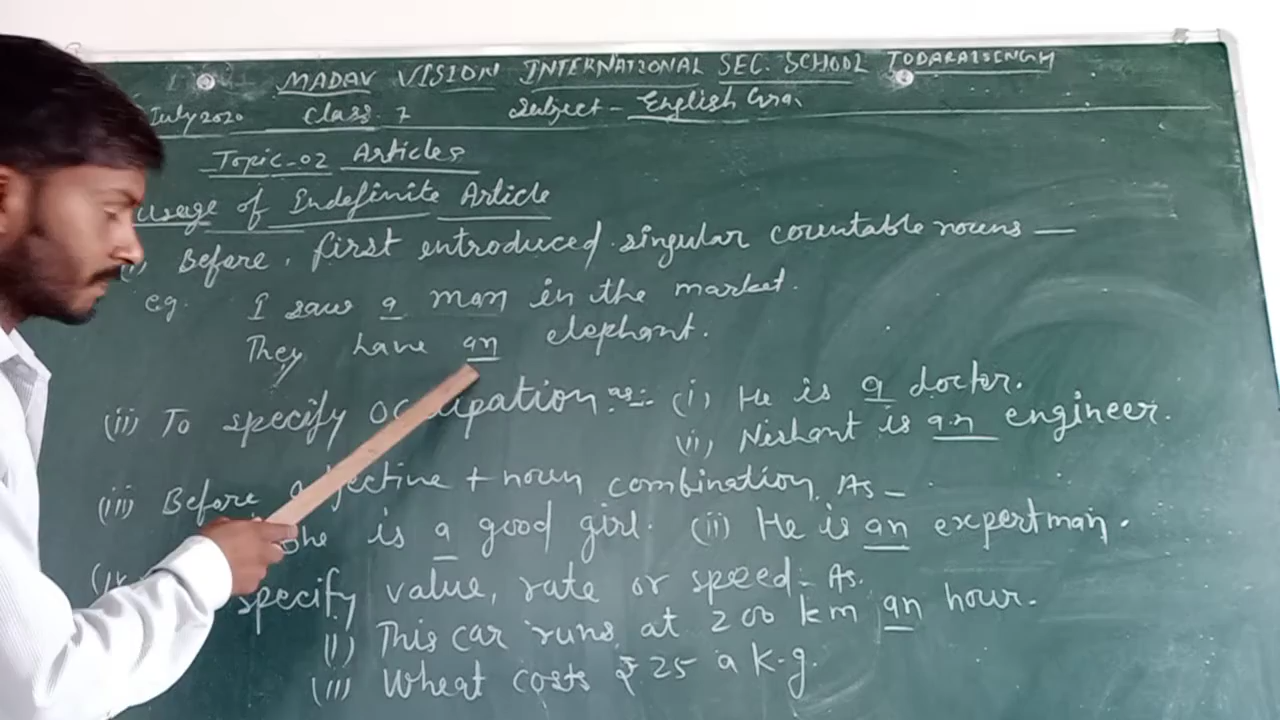 MADAV VISION INTERNATIONAL SEC. SCHOOL TODARAISINGH
July 2020 Class. 7 Subject - English Gra.
Topic-02 Articles
Usage of Indefinite Article
(i) Before, first introduced singular countable nouns —
e.g. I saw a man in the market.
They have an elephant.
(ii) To specify occupation. as:- (i) He is a doctor.
(ii) Nishant is an engineer.
(iii) Before adjective + noun combination. As -
She is a good girl. (ii) He is an expert man.
specify value, rate or speed - As.
(i) This car runs at 200 km an hour.
(ii) Wheat costs ₹25 a k.g.